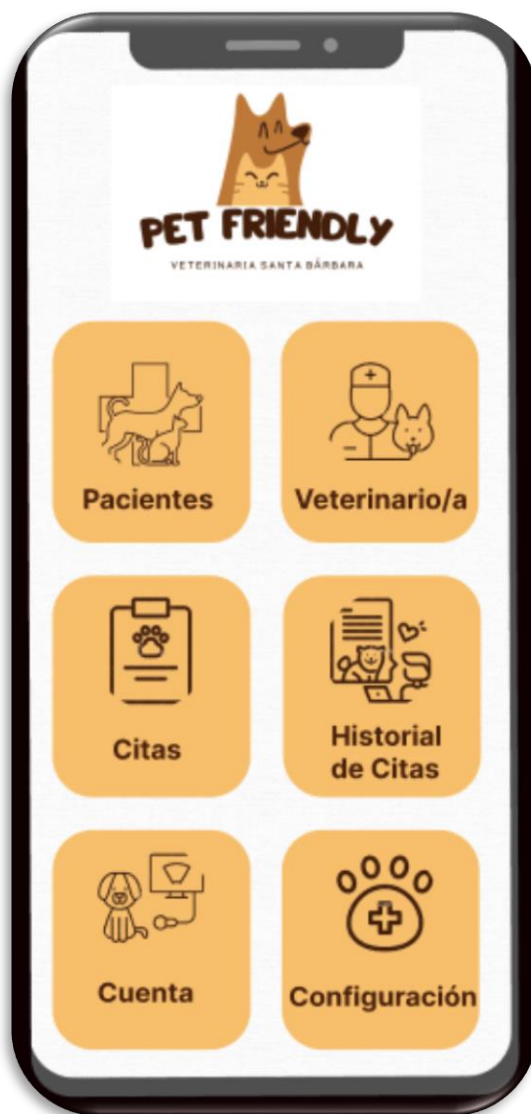 PET FRIENDLY
VETERINARIA SANTA BÁRBARA
Pacientes
Veterinario/a
Citas
Historial
de Citas
Cuenta
Configuración